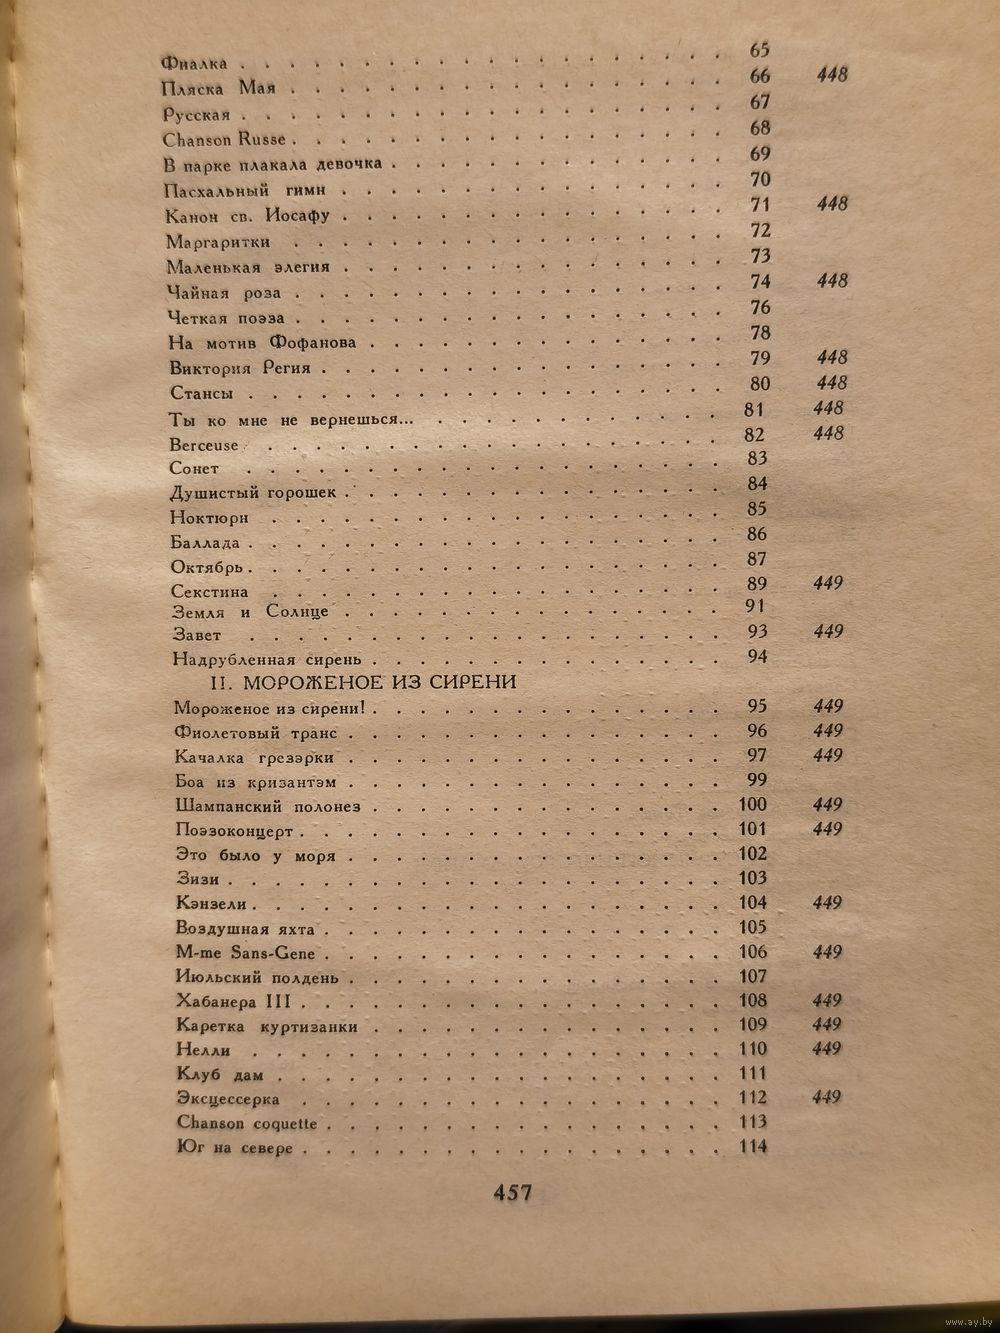 Фиалка . . . . . . . . . . . . . . . . . . . . 65
Пляска Мая . . . . . . . . . . . . . . . . . . 66 448
Русская . . . . . . . . . . . . . . . . . . . . 67
Chanson Russe . . . . . . . . . . . . . . . . . . 68
В парке плакала девочка . . . . . . . . . . . . . . 69
Пасхальный гимн . . . . . . . . . . . . . . . . 70
Канон св. Иосафу . . . . . . . . . . . . . . . . 71 448
Маргаритки . . . . . . . . . . . . . . . . . . 72
Маленькая элегия . . . . . . . . . . . . . . . . 73
Чайная роза . . . . . . . . . . . . . . . . . . 74 448
Четкая поэза . . . . . . . . . . . . . . . . . . 76
На мотив Фофанова . . . . . . . . . . . . . . . 78
Виктория Регия . . . . . . . . . . . . . . . . . 79 448
Стансы . . . . . . . . . . . . . . . . . . . . 80 448
Ты ко мне не вернешься... . . . . . . . . . . . . 81 448
Berceuse . . . . . . . . . . . . . . . . . . . 82 448
Сонет . . . . . . . . . . . . . . . . . . . . 83
Душистый горошек . . . . . . . . . . . . . . . . 84
Ноктюрн . . . . . . . . . . . . . . . . . . . 85
Баллада . . . . . . . . . . . . . . . . . . . . 86
Октябрь . . . . . . . . . . . . . . . . . . . . 87
Секстина . . . . . . . . . . . . . . . . . . . 89 449
Земля и Солнце . . . . . . . . . . . . . . . . 91
Завет . . . . . . . . . . . . . . . . . . . . 93 449
Надрубленная сирень . . . . . . . . . . . . . . . 94
II. МОРОЖЕНОЕ ИЗ СИРЕНИ
Мороженое из сирени! . . . . . . . . . . . . . . . 95 449
Фиолетовый транс . . . . . . . . . . . . . . . . 96 449
Качалка грезэрки . . . . . . . . . . . . . . . . 97 449
Боа из кризантэм . . . . . . . . . . . . . . . . 99
Шампанский полонез . . . . . . . . . . . . . . . 100 449
Поэзоконцерт . . . . . . . . . . . . . . . . . . 101 449
Это было у моря . . . . . . . . . . . . . . . . 102
Зизи . . . . . . . . . . . . . . . . . . . . . 103
Кэнзели . . . . . . . . . . . . . . . . . . . . 104 449
Воздушная яхта . . . . . . . . . . . . . . . . . 105
M-me Sans-Gene . . . . . . . . . . . . . . . . . 106 449
Июльский полдень . . . . . . . . . . . . . . . . 107
Хабанера III . . . . . . . . . . . . . . . . . . 108 449
Каретка куртизанки . . . . . . . . . . . . . . . 109 449
Нелли . . . . . . . . . . . . . . . . . . . . 110 449
Клуб дам . . . . . . . . . . . . . . . . . . . 111
Эксцессерка . . . . . . . . . . . . . . . . . . 112 449
Chanson coquette . . . . . . . . . . . . . . . . . 113
Юг на севере . . . . . . . . . . . . . . . . . . 114
457
www.ay.by